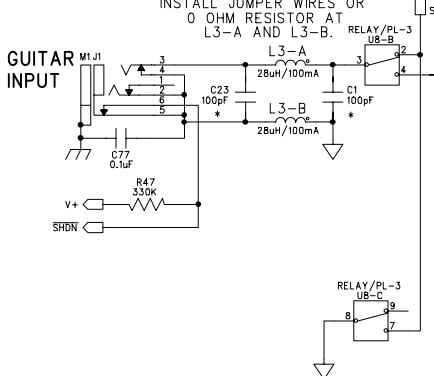 INSTALL JUMPER WIRES OR
0 OHM RESISTOR AT
L3-A AND L3-B.
RELAY/PL-3
U8-B
S
GUITAR
INPUT
M1 J1
3
4
1
2
6
5
L3-A
28uH/100mA
3
2
4
C23
100pF
*
C1
100pF
*
L3-B
28uH/100mA
C77
0.1uF
R47
330K
V+
SHDN
RELAY/PL-3
U8-C
8
9
7